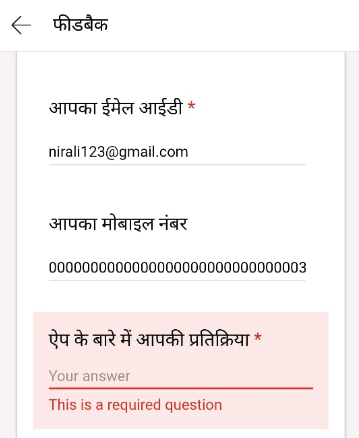 फीडबैक
आपका ईमेल आईडी *
nirali123@gmail.com
आपका मोबाइल नंबर
000000000000000000000000000000003
ऐप के बारे में आपकी प्रतिक्रिया *
Your answer
This is a required question